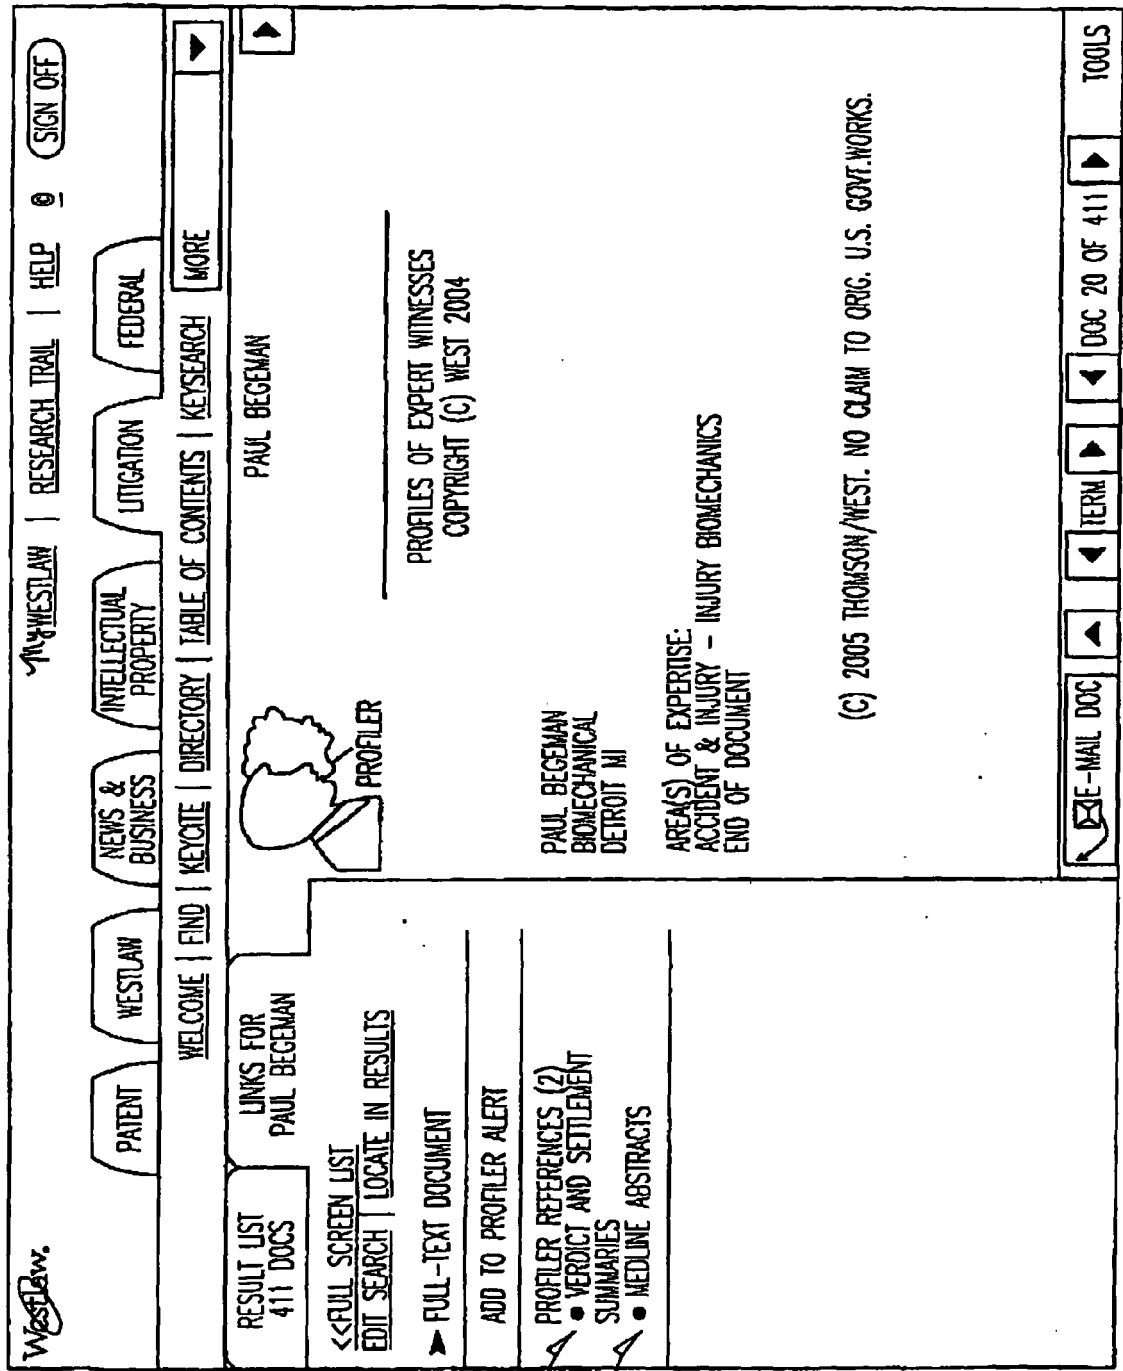 Westlaw.
My WESTLAW | RESEARCH TRAIL | HELP © SIGN OFF
PATENT
WESTLAW
NEWS &
BUSINESS
INTELLECTUAL
PROPERTY
LITIGATION
FEDERAL
WELCOME | FIND | KEYCITE | DIRECTORY | TABLE OF CONTENTS | KEYSEARCH MORE
RESULT LIST
411 DOCS
LINKS FOR
PAUL BEGEMAN
<<FULL SCREEN LIST
EDIT SEARCH | LOCATE IN RESULTS
FULL-TEXT DOCUMENT
ADD TO PROFILER ALERT
PROFILER REFERENCES (2)
• VERDICT AND SETTLEMENT
SUMMARIES
• MEDLINE ABSTRACTS
PROFILER
PAUL BEGEMAN
PROFILES OF EXPERT WITNESSES
COPYRIGHT (C) WEST 2004
PAUL BEGEMAN
BIOMECHANICAL
DETROIT MI
AREA(S) OF EXPERTISE:
ACCIDENT & INJURY - INJURY BIOMECHANICS
END OF DOCUMENT
(C) 2005 THOMSON/WEST. NO CLAIM TO ORIG. U.S. GOVT.WORKS.
E-MAIL DOC TERM DOC 20 OF 411 TOOLS